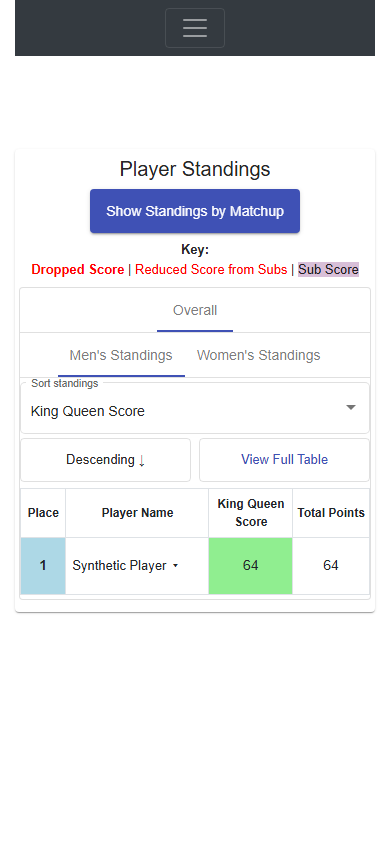 Player Standings
Show Standings by Matchup
Key:
Dropped Score | Reduced Score from Subs | Sub Score
Overall
Men's Standings Women's Standings
Sort standings
King Queen Score
Descending ↓ View Full Table
Place Player Name King Queen Score Total Points
1 Synthetic Player 64 64